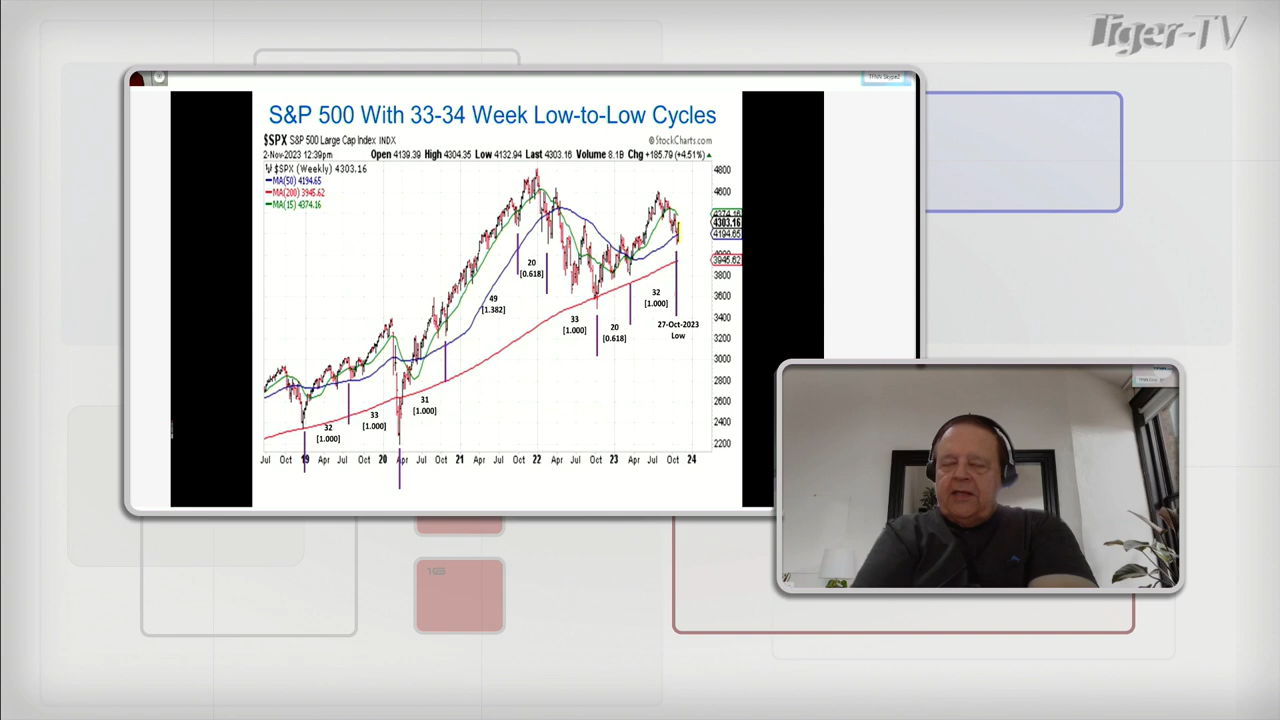 Tiger-TV
TFNN Skype2
S&P 500 With 33-34 Week Low-to-Low Cycles
$SPX S&P 500 Large Cap Index INDX
© StockCharts.com
2-Nov-2023 12:39pm
Open 4139.39 High 4304.35 Low 4132.94 Last 4303.16 Volume 8.1B Chg +185.79 (+4.51%)
$SPX (Weekly) 4303.16
MA(50) 4194.65
MA(200) 3945.62
MA(15) 4374.16
4800
4600
4374.16
4303.16
4194.65
4000
3945.62
3800
3600
3400
3200
3000
2800
2600
2400
2200
20
[0.618]
49
[1.382]
32
[1.000]
33
[1.000]
20
[0.618]
27-Oct-2023
Low
31
[1.000]
33
[1.000]
32
[1.000]
Jul Oct 19 Apr Jul Oct 20 Apr Jul Oct 21 Apr Jul Oct 22 Apr Jul Oct 23 Apr Jul Oct 24